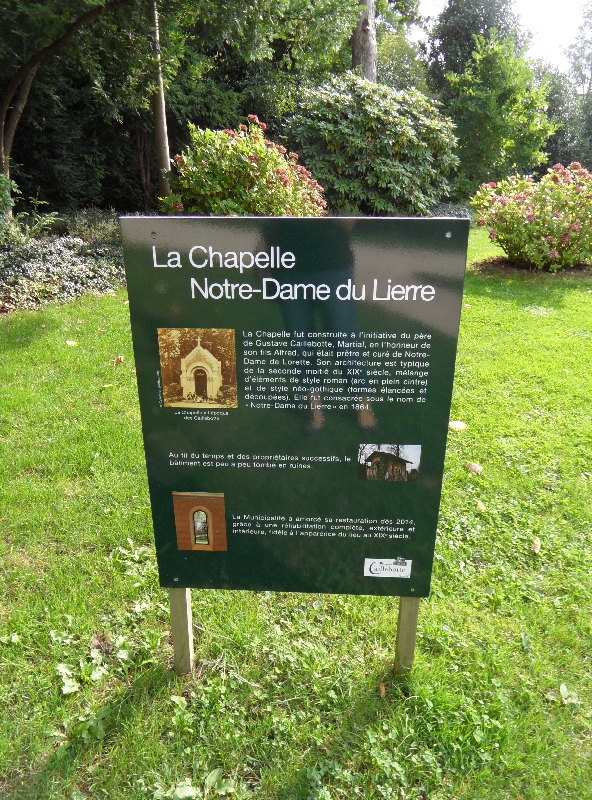 La Chapelle
Notre-Dame du Lierre
La Chapelle fut construite à l'initiative du père
de Gustave Caillebotte, Martial, en l'honneur de
son fils Alfred, qui était prêtre et curé de Notre-
Dame de Lorette. Son architecture est typique
de la seconde moitié du XIXᵉ siècle, mélange
d'éléments de style roman (arc en plein cintre)
et de style néo-gothique (formes élancées et
découpées). Elle fut consacrée sous le nom de
« Notre-Dame du Lierre » en 1864.
La Chapelle à l'époque
des Caillebotte
Au fil du temps et des propriétaires successifs, le
bâtiment est peu à peu tombé en ruines.
La Municipalité a amorcé sa restauration dès 2014,
grâce à une réhabilitation complète, extérieure et
intérieure, fidèle à l'apparence du lieu au XIXᵉ siècle.
Caillebotte